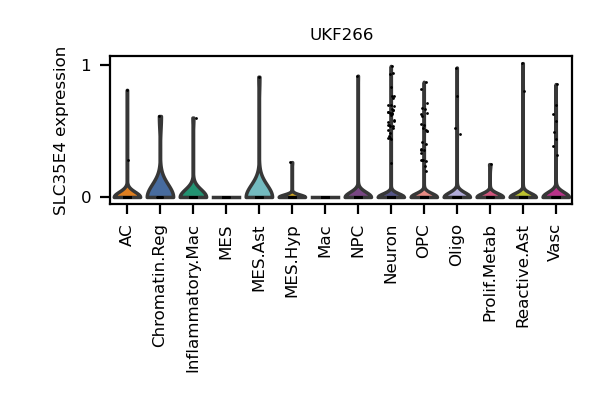 UKF266
SLC35E4 expression
1
0
AC
Chromatin.Reg
Inflammatory.Mac
MES
MES.Ast
MES.Hyp
Mac
NPC
Neuron
OPC
Oligo
Prolif.Metab
Reactive.Ast
Vasc